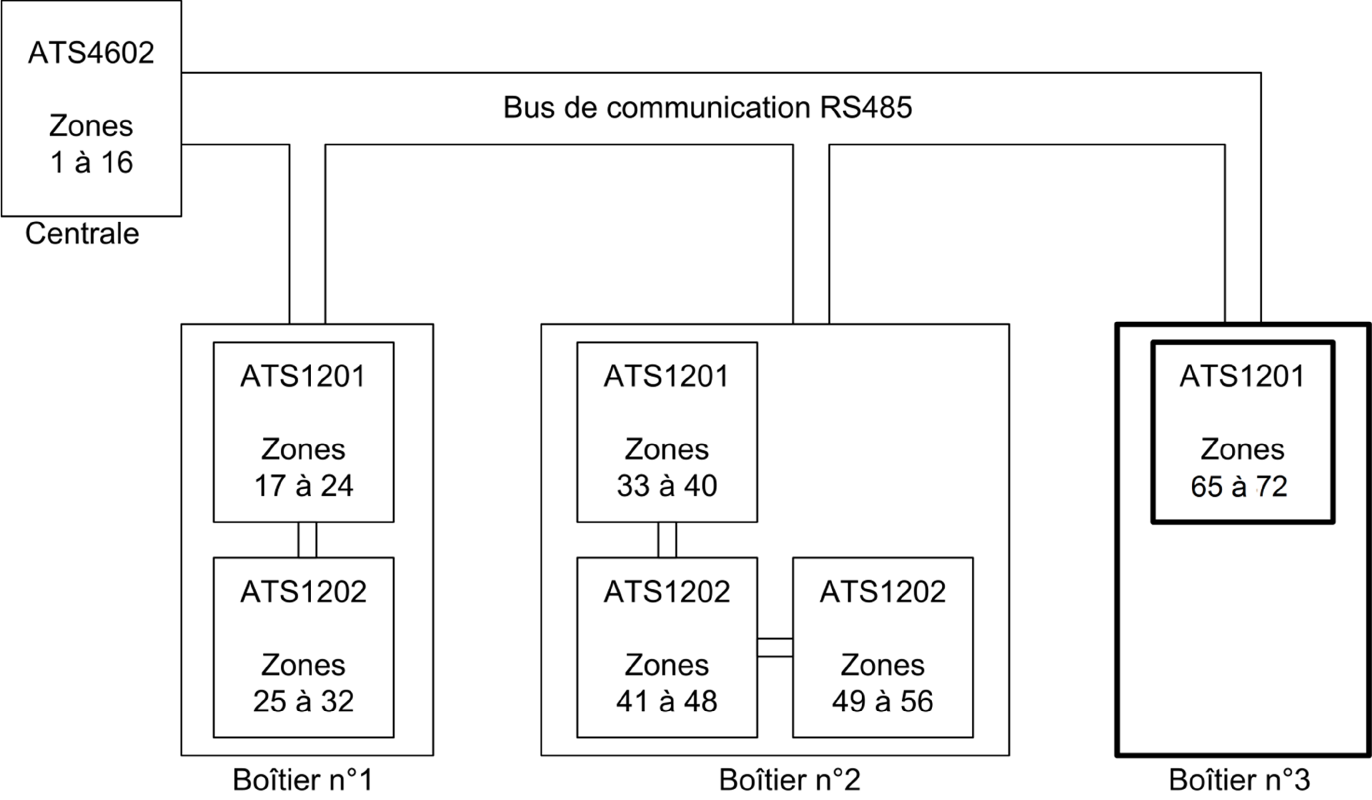 ATS4602
Zones
1 à 16
Centrale
Bus de communication RS485
ATS1201
Zones
17 à 24
ATS1202
Zones
25 à 32
Boîtier n°1
ATS1201
Zones
33 à 40
ATS1202
Zones
41 à 48
ATS1202
Zones
49 à 56
Boîtier n°2
ATS1201
Zones
65 à 72
Boîtier n°3